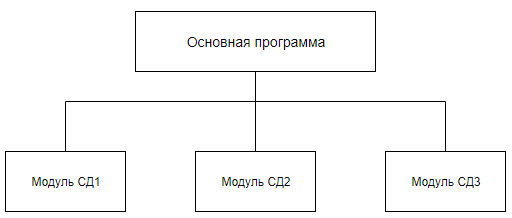 Основная программа
Модуль СД1
Модуль СД2
Модуль СД3